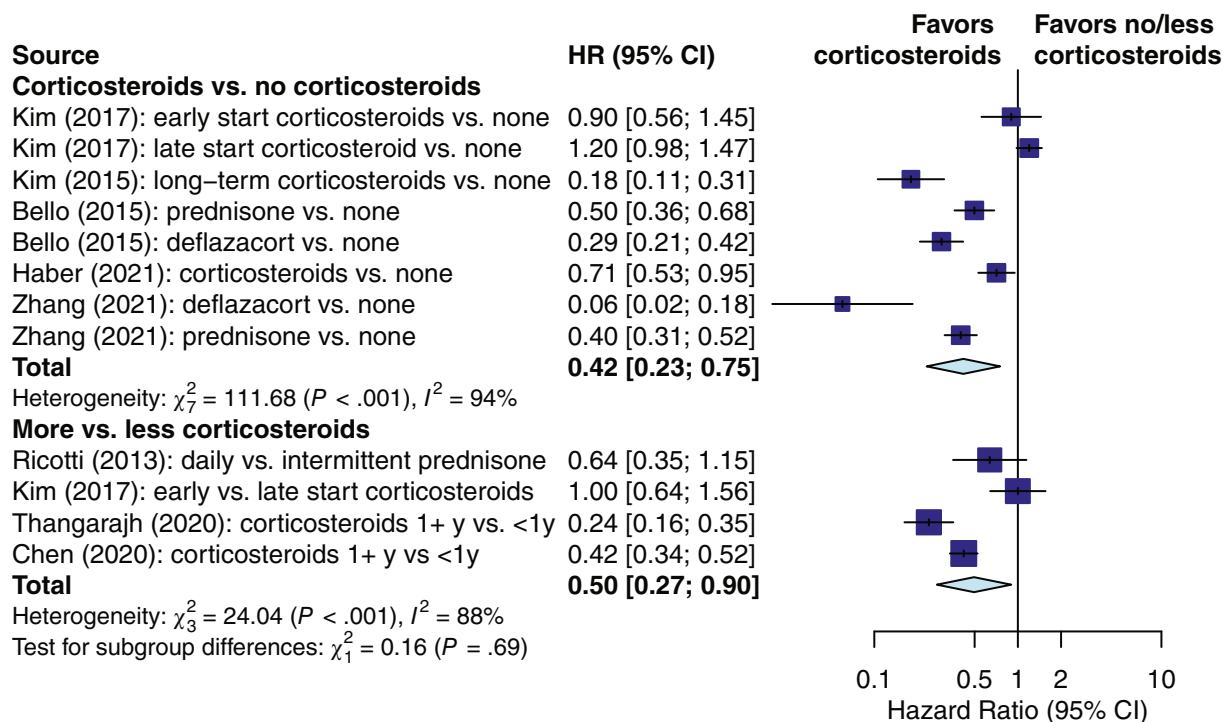 Favors Favors no/less
Source HR (95% CI) corticosteroids corticosteroids
Corticosteroids vs. no corticosteroids
Kim (2017): early start corticosteroids vs. none 0.90 [0.56; 1.45]
Kim (2017): late start corticosteroid vs. none 1.20 [0.98; 1.47]
Kim (2015): long−term corticosteroids vs. none 0.18 [0.11; 0.31]
Bello (2015): prednisone vs. none 0.50 [0.36; 0.68]
Bello (2015): deflazacort vs. none 0.29 [0.21; 0.42]
Haber (2021): corticosteroids vs. none 0.71 [0.53; 0.95]
Zhang (2021): deflazacort vs. none 0.06 [0.02; 0.18]
Zhang (2021): prednisone vs. none 0.40 [0.31; 0.52]
Total 0.42 [0.23; 0.75]
Heterogeneity: χ²₇ = 111.68 (P < .001), I² = 94%
More vs. less corticosteroids
Ricotti (2013): daily vs. intermittent prednisone 0.64 [0.35; 1.15]
Kim (2017): early vs. late start corticosteroids 1.00 [0.64; 1.56]
Thangarajh (2020): corticosteroids 1+ y vs. <1y 0.24 [0.16; 0.35]
Chen (2020): corticosteroids 1+ y vs <1y 0.42 [0.34; 0.52]
Total 0.50 [0.27; 0.90]
Heterogeneity: χ²₃ = 24.04 (P < .001), I² = 88%
Test for subgroup differences: χ²₁ = 0.16 (P = .69)
0.1 0.5 1 2 10
Hazard Ratio (95% CI)